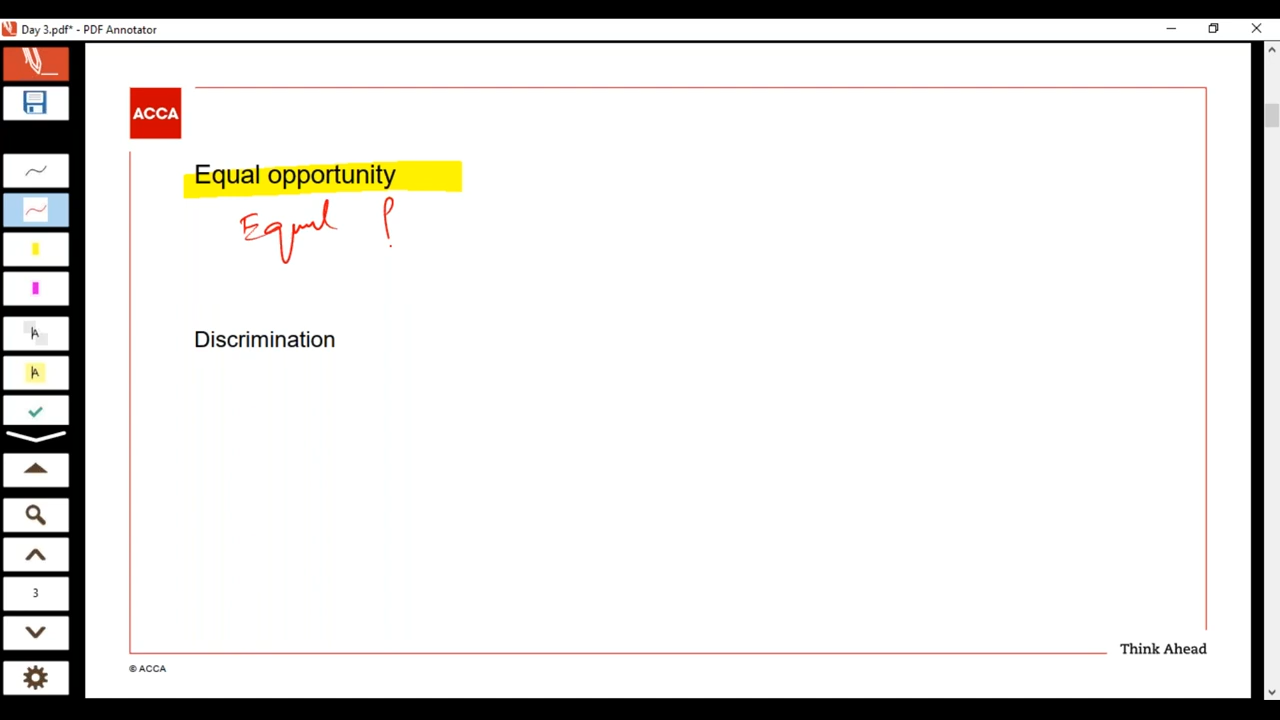 Day 3.pdf* - PDF Annotator
ACCA
Equal opportunity
Equal P
Discrimination
3
Think Ahead
© ACCA